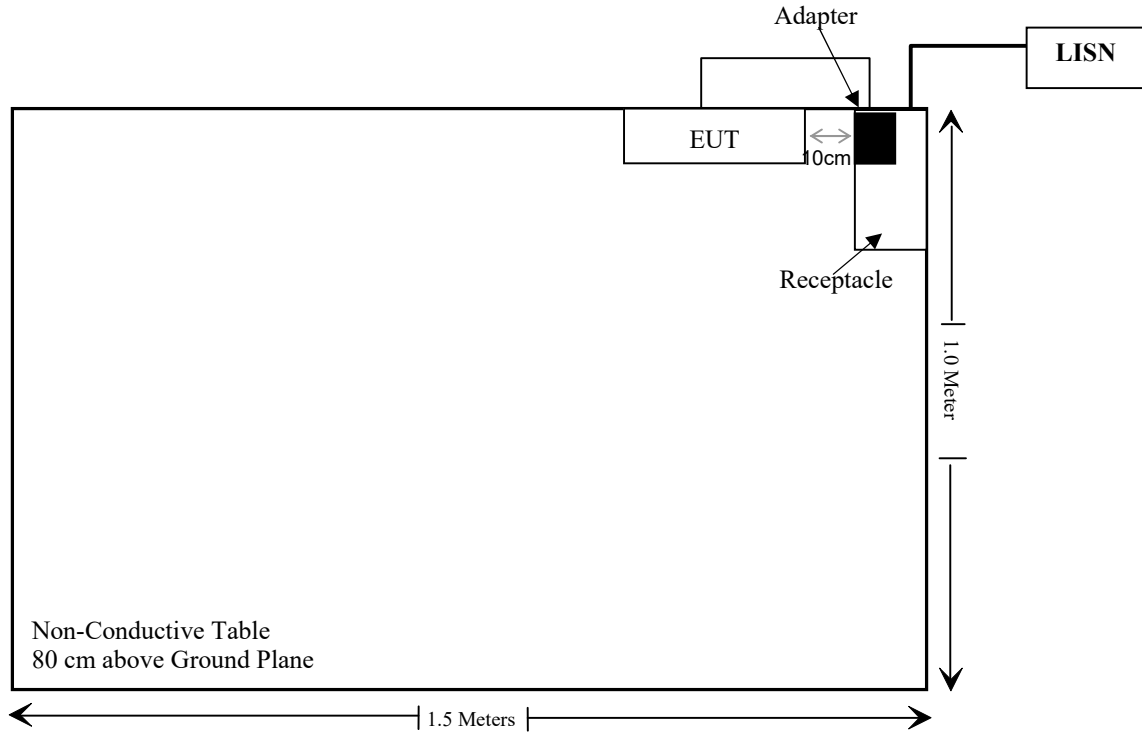 Adapter
LISN
EUT
10cm
Receptacle
1.0 Meter
Non-Conductive Table
80 cm above Ground Plane
1.5 Meters